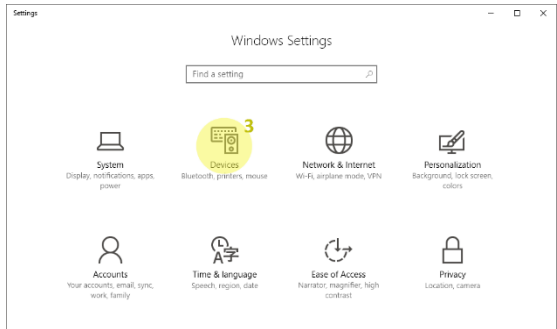 Settings
Windows Settings
Find a setting
3
System
Display, notifications, apps,
power
Devices
Bluetooth, printers, mouse
Network & Internet
Wi-Fi, airplane mode, VPN
Personalization
Background, lock screen,
colors
Accounts
Your accounts, email, sync,
work, family
A字
Time & language
Speech, region, date
Ease of Access
Narrator, magnifier, high
contrast
Privacy
Location, camera